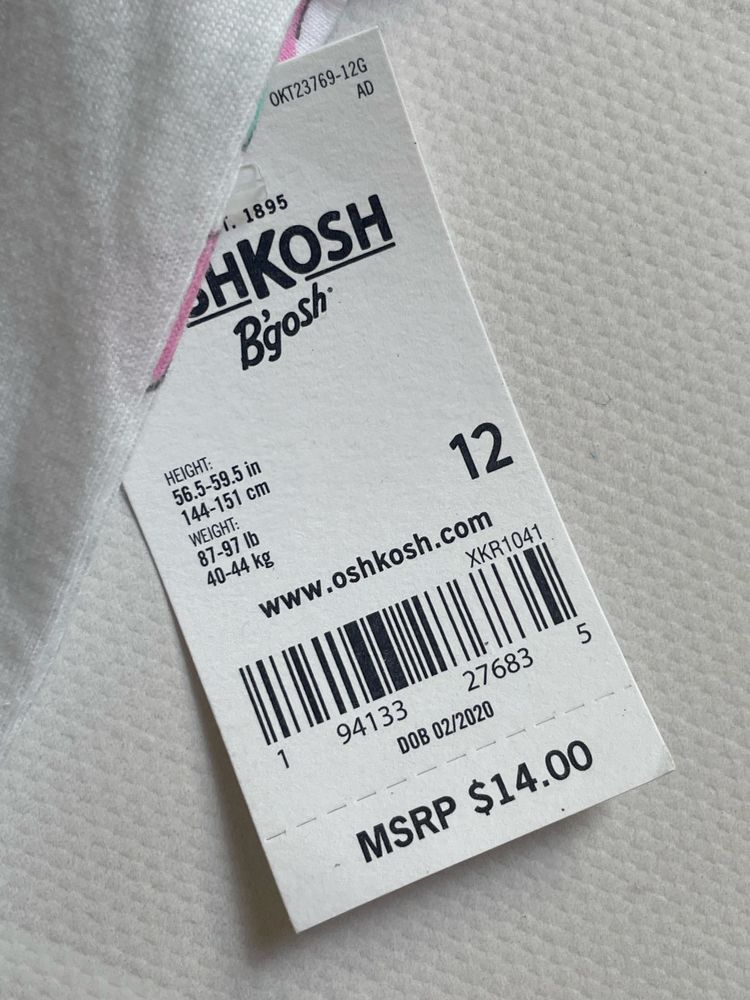 OKT23769-12G
AD
1895
OSHKOSH
B'gosh
12
HEIGHT:
56.5-59.5 in
144-151 cm
WEIGHT:
87-97 lb
40-44 kg
www.oshkosh.com
XKR1041
1 94133 27683 5
DOB 02/2020
MSRP $14.00